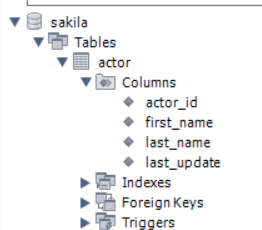 sakila
Tables
actor
Columns
actor_id
first_name
last_name
last_update
Indexes
Foreign Keys
Triggers